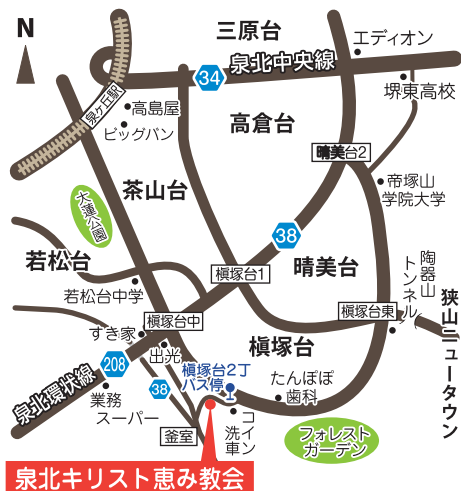 N
三原台
エディオン
泉北中央線
34
堺東高校
泉ヶ丘駅
高島屋
ビッグバン
高倉台
晴美台2
茶山台
帝塚山
学院大学
大蓮公園
38
若松台
槇塚台1
晴美台
陶器山
トンネル
若松台中学
狭山ニュータウン
槇塚台中
槇塚台東
すき家
出光
槇塚台
208
槇塚台2丁
バス停
泉北環状線
38
たんぽぽ
歯科
業務
スーパー
コイン
洗車
釜室
フォレスト
ガーデン
泉北キリスト恵み教会